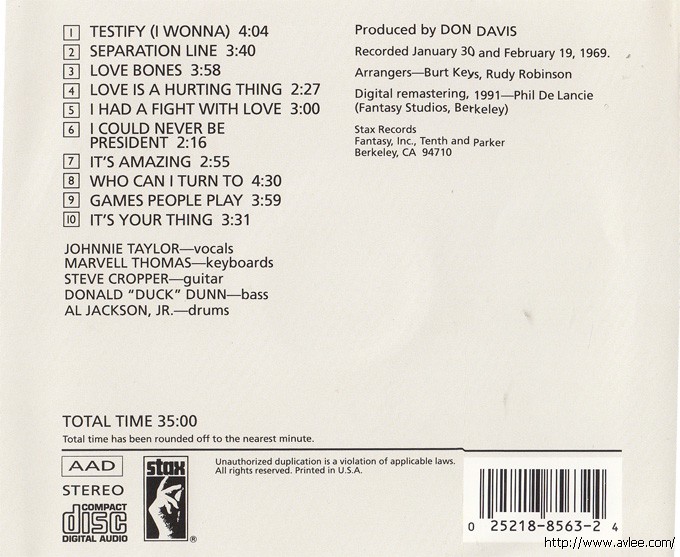 1 TESTIFY (I WONNA) 4:04
2 SEPARATION LINE 3:40
3 LOVE BONES 3:58
4 LOVE IS A HURTING THING 2:27
5 I HAD A FIGHT WITH LOVE 3:00
6 I COULD NEVER BE
PRESIDENT 2:16
7 IT'S AMAZING 2:55
8 WHO CAN I TURN TO 4:30
9 GAMES PEOPLE PLAY 3:59
10 IT'S YOUR THING 3:31
JOHNNIE TAYLOR—vocals
MARVELL THOMAS—keyboards
STEVE CROPPER—guitar
DONALD “DUCK” DUNN—bass
AL JACKSON, JR.—drums
Produced by DON DAVIS
Recorded January 30 and February 19, 1969.
Arrangers—Burt Keys, Rudy Robinson
Digital remastering, 1991—Phil De Lancie
(Fantasy Studios, Berkeley)
Stax Records
Fantasy, Inc., Tenth and Parker
Berkeley, CA 94710
TOTAL TIME 35:00
Total time has been rounded off to the nearest minute.
AAD
STEREO
COMPACT
disc
DIGITAL AUDIO
stax
®
Unauthorized duplication is a violation of applicable laws.
All rights reserved. Printed in U.S.A.
0 25218-8563-2 4
http://www.avlee.com/